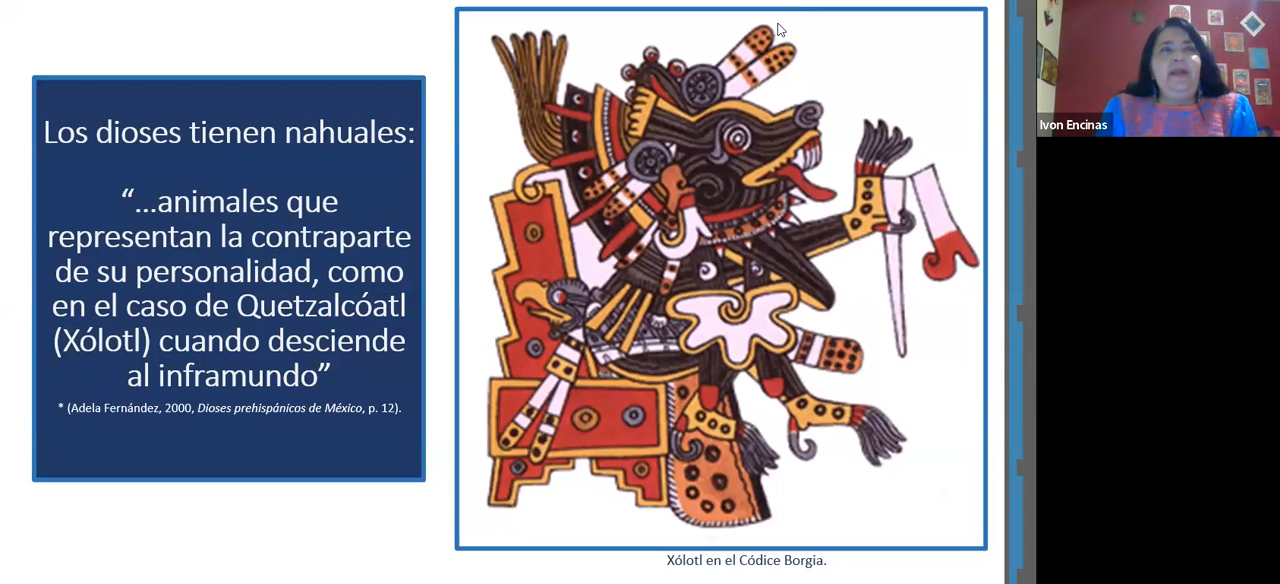 Los dioses tienen nahuales:
“...animales que
representan la contraparte
de su personalidad, como
en el caso de Quetzalcóatl
(Xólotl) cuando desciende
al inframundo”
* (Adela Fernández, 2000, Dioses prehispánicos de México, p. 12).
Xólotl en el Códice Borgia.
Ivon Encinas